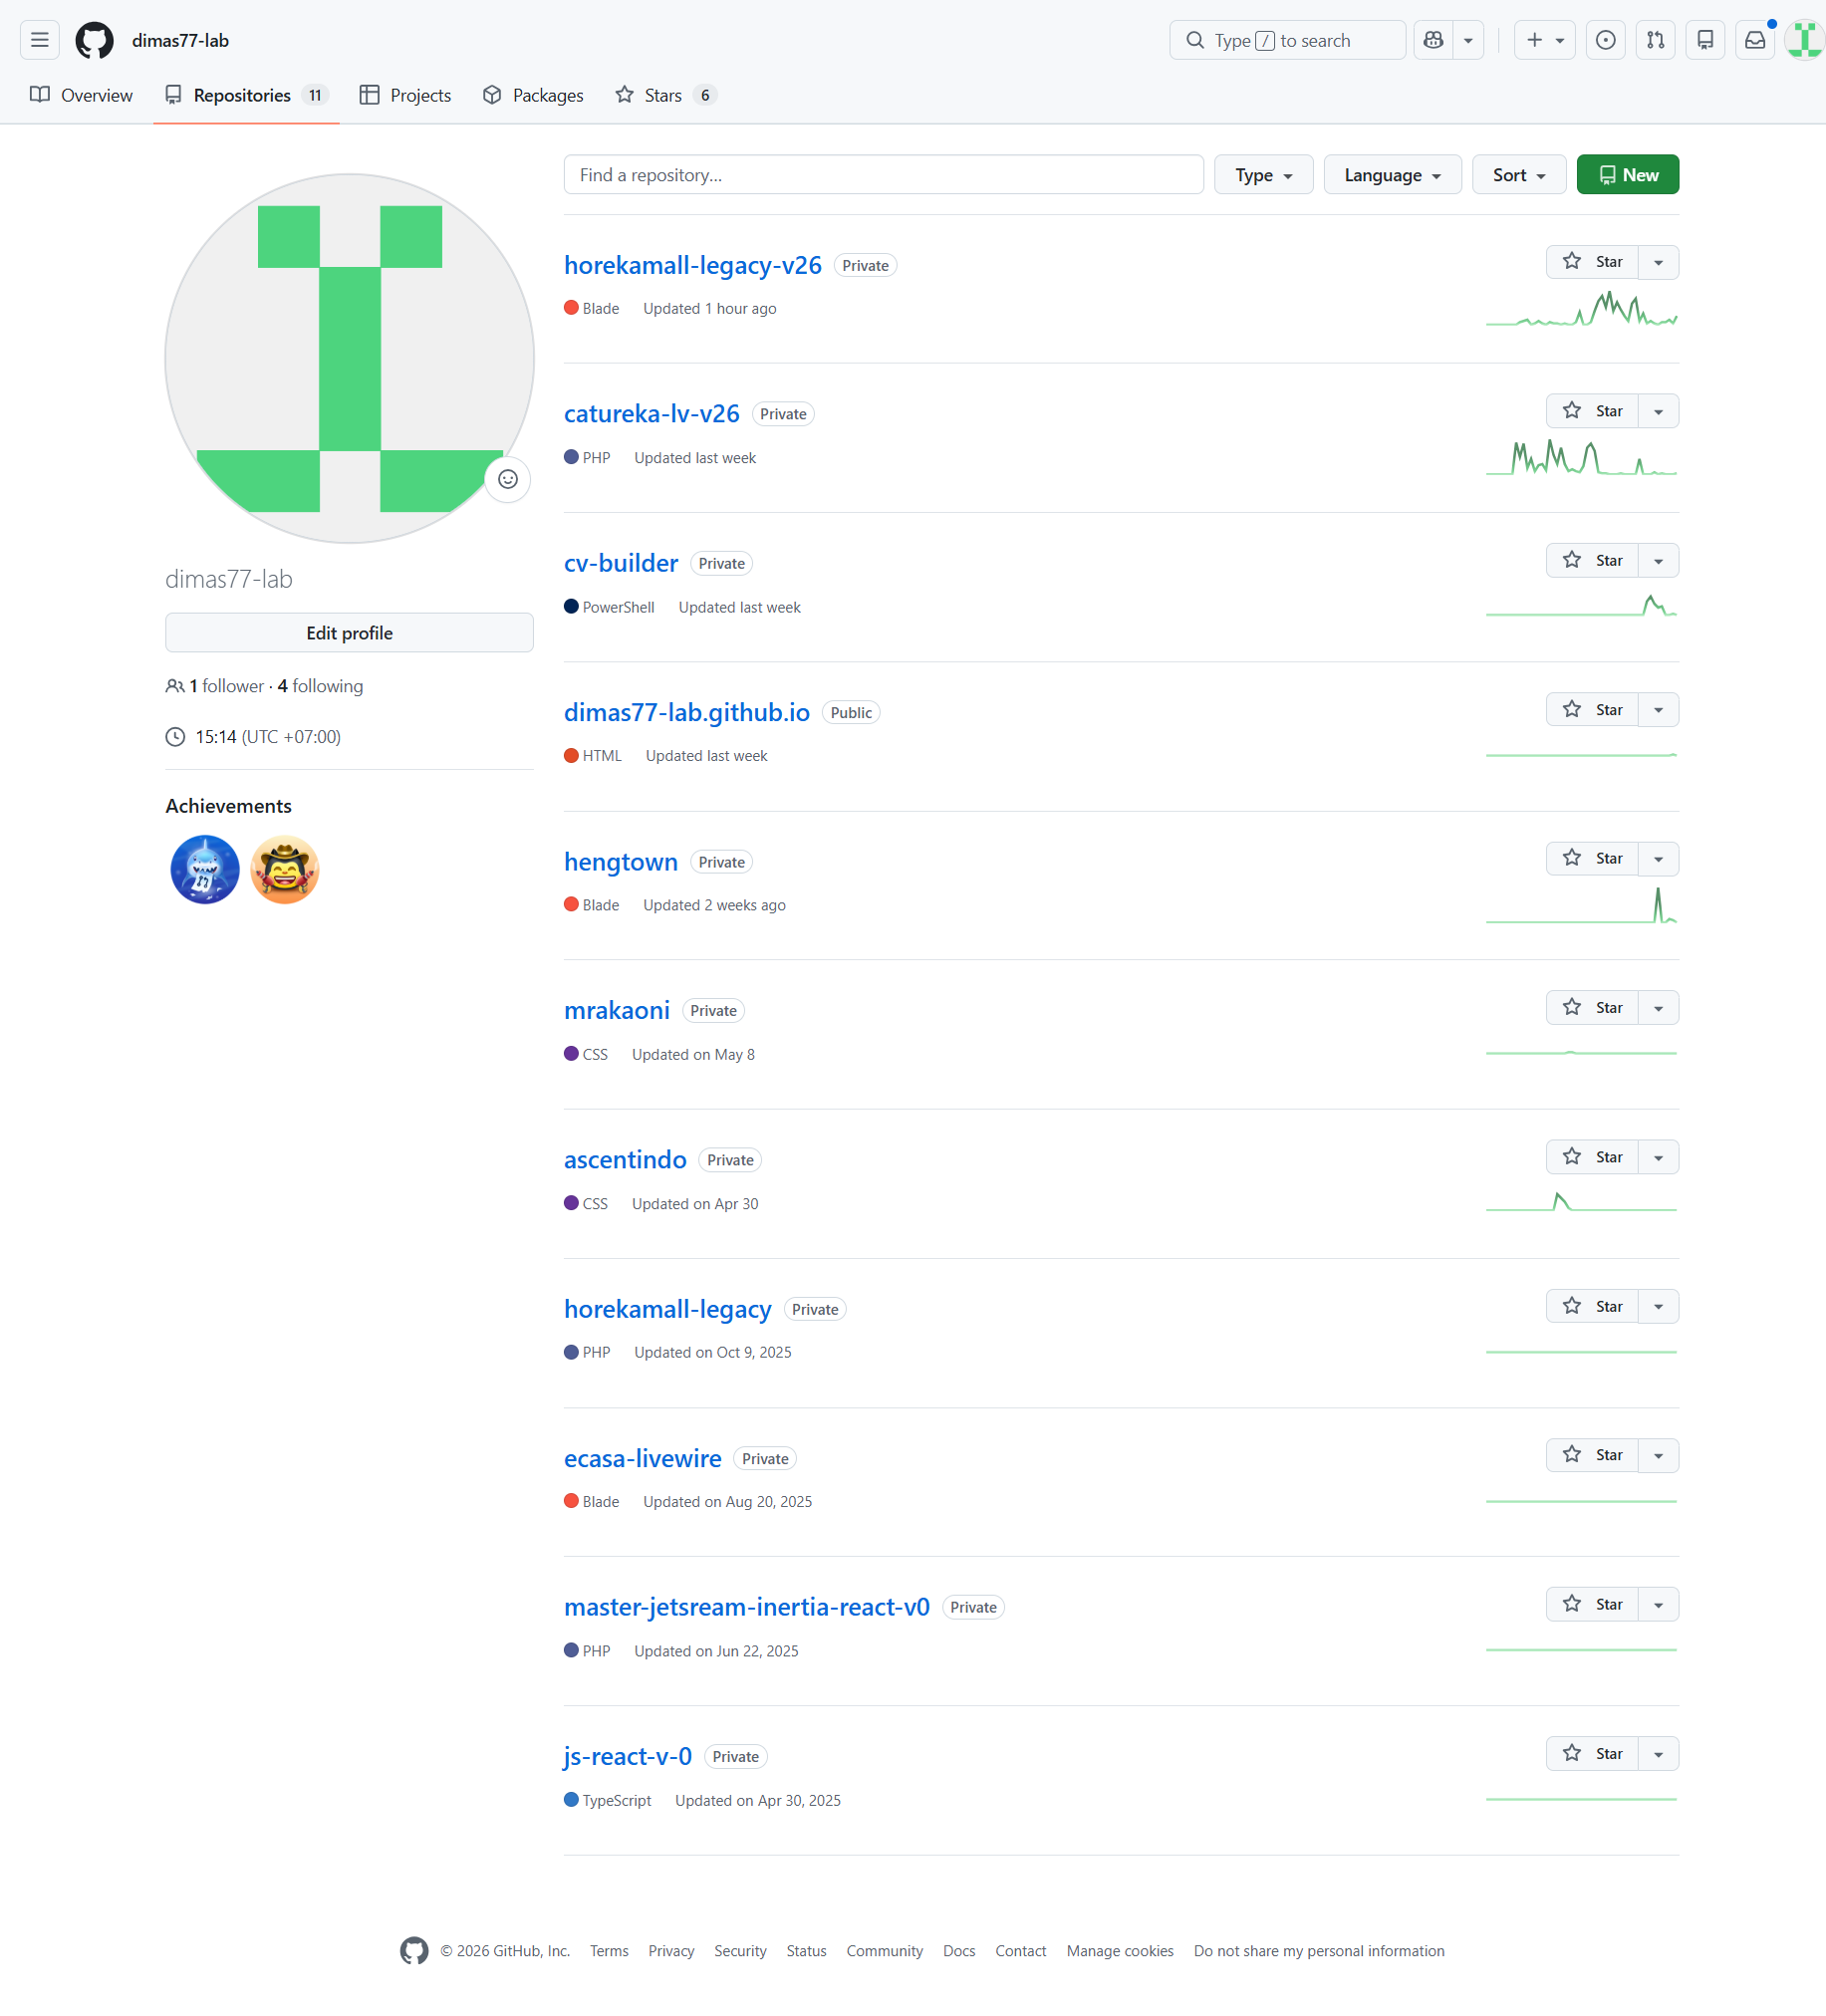 dimas77-lab
Type / to search
Overview
Repositories 11
Projects
Packages
Stars 6
Find a repository...
Type
Language
Sort
New
dimas77-lab
Edit profile
1 follower · 4 following
15:14 (UTC +07:00)
Achievements
horekamall-legacy-v26 Private
Star
Blade Updated 1 hour ago
catureka-lv-v26 Private
Star
PHP Updated last week
cv-builder Private
Star
PowerShell Updated last week
dimas77-lab.github.io Public
Star
HTML Updated last week
hengtown Private
Star
Blade Updated 2 weeks ago
mrakaoni Private
Star
CSS Updated on May 8
ascentindo Private
Star
CSS Updated on Apr 30
horekamall-legacy Private
Star
PHP Updated on Oct 9, 2025
ecasa-livewire Private
Star
Blade Updated on Aug 20, 2025
master-jetsream-inertia-react-v0 Private
Star
PHP Updated on Jun 22, 2025
js-react-v-0 Private
Star
TypeScript Updated on Apr 30, 2025
© 2026 GitHub, Inc. Terms Privacy Security Status Community Docs Contact Manage cookies Do not share my personal information